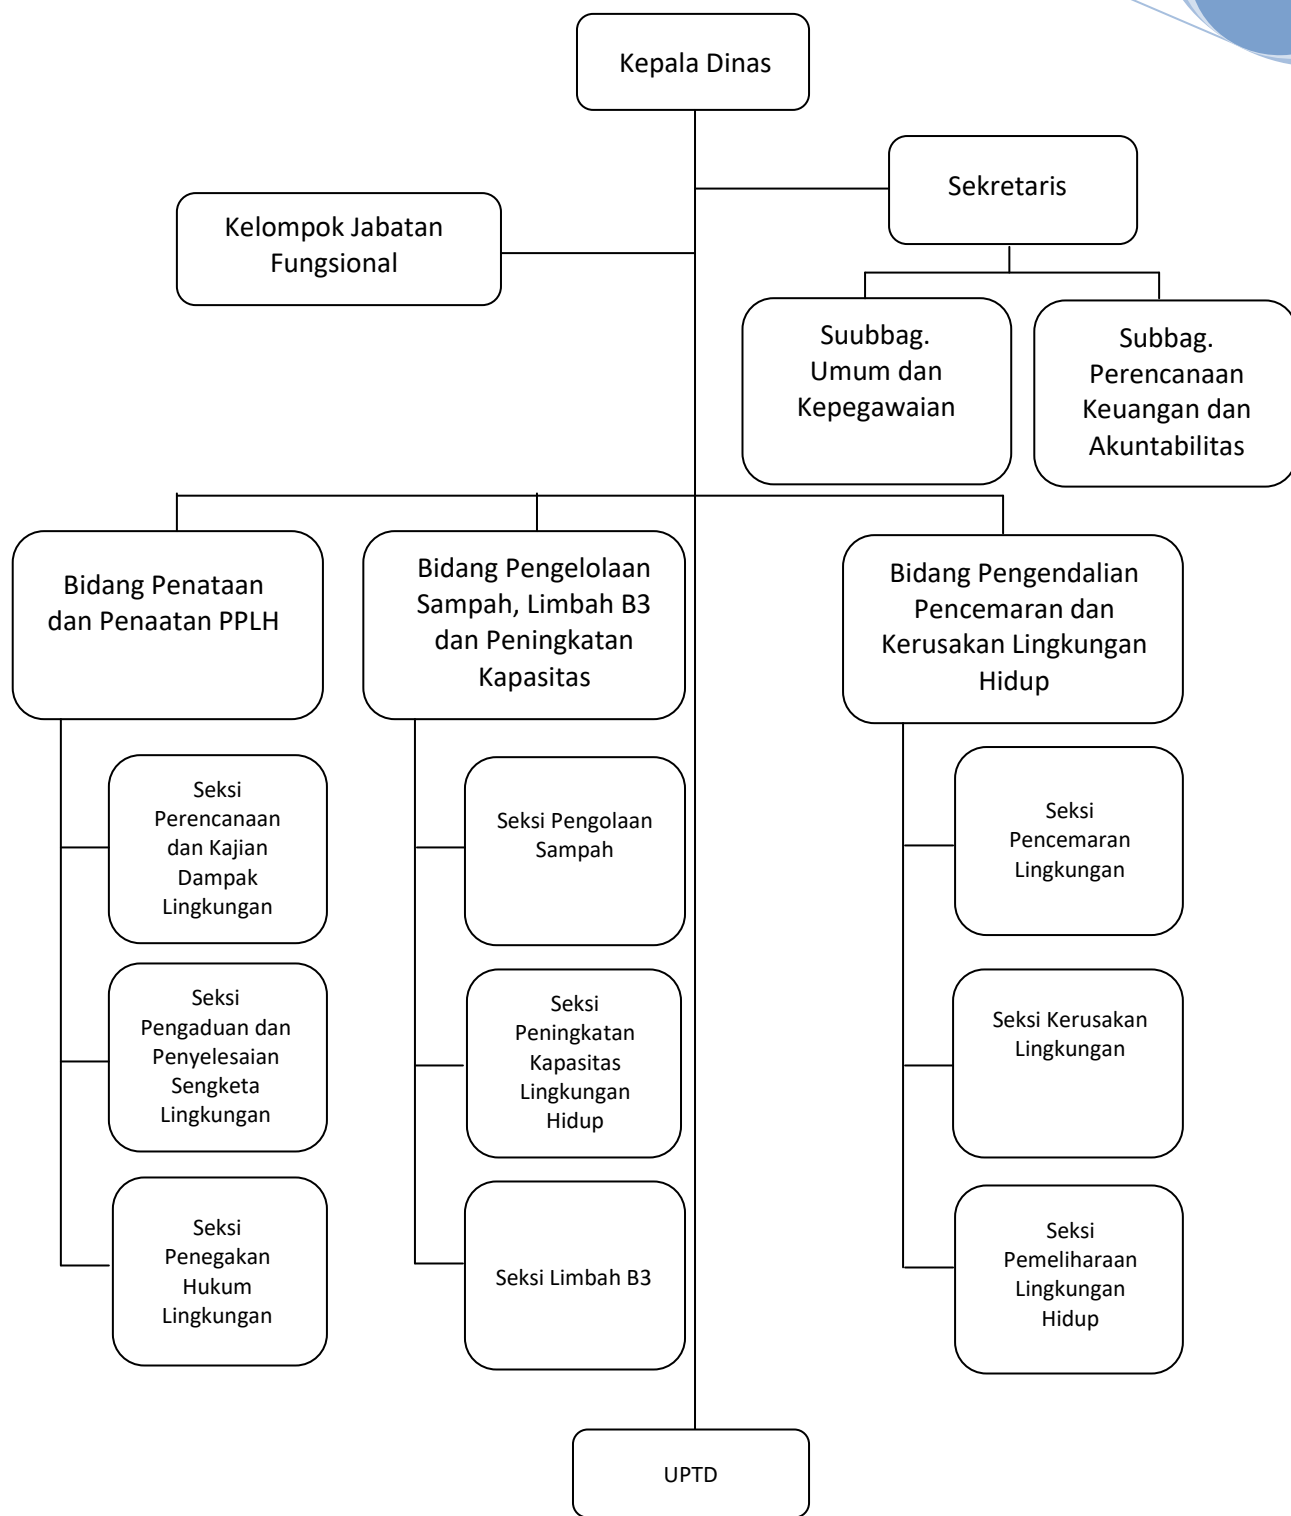 Kepala Dinas
Sekretaris
Kelompok Jabatan
Fungsional
Suubbag.
Umum dan
Kepegawaian
Subbag.
Perencanaan
Keuangan dan
Akuntabilitas
Bidang Penataan
dan Penaatan PPLH
Bidang Pengelolaan
Sampah, Limbah B3
dan Peningkatan
Kapasitas
Bidang Pengendalian
Pencemaran dan
Kerusakan Lingkungan
Hidup
Seksi
Perencanaan
dan Kajian
Dampak
Lingkungan
Seksi Pengolaan
Sampah
Seksi
Pencemaran
Lingkungan
Seksi
Pengaduan dan
Penyelesaian
Sengketa
Lingkungan
Seksi
Peningkatan
Kapasitas
Lingkungan
Hidup
Seksi Kerusakan
Lingkungan
Seksi
Penegakan
Hukum
Lingkungan
Seksi Limbah B3
Seksi
Pemeliharaan
Lingkungan
Hidup
UPTD